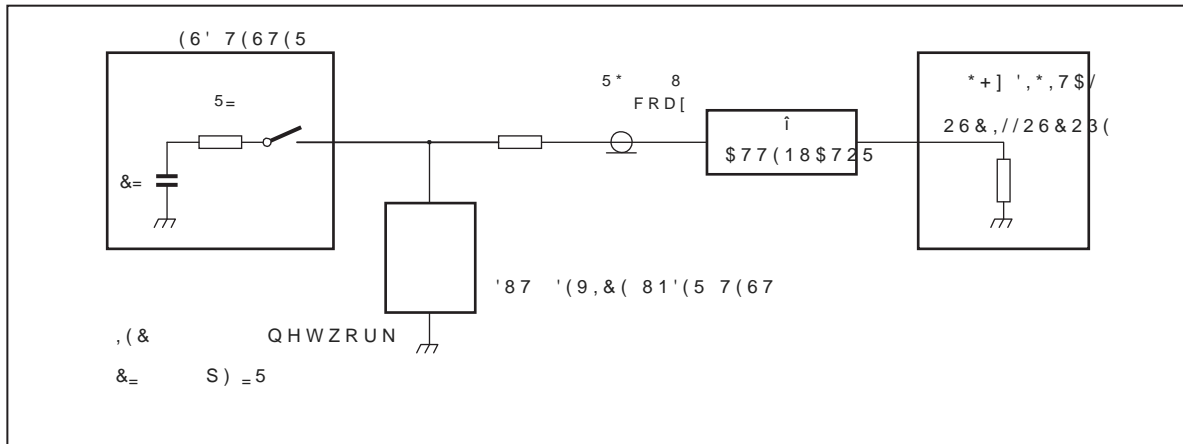 (6' 7(67(5
5=
&=
5* 8
FRD[
î
$77(18$725
*+] ',*,7$/
26&,//26&23(
'87 '(9,&( 81'(5 7(67
,(& QHWZRUN
&= S) =5